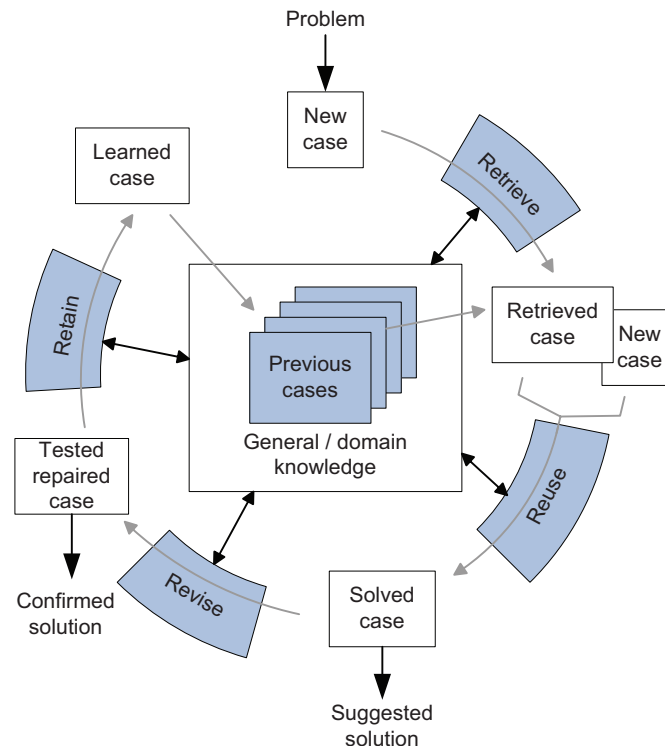 Problem
New
case
Retrieve
Learned
case
Retain
Previous
cases
General / domain
knowledge
Retrieved
case
New
case
Reuse
Tested
repaired
case
Revise
Solved
case
Confirmed
solution
Suggested
solution